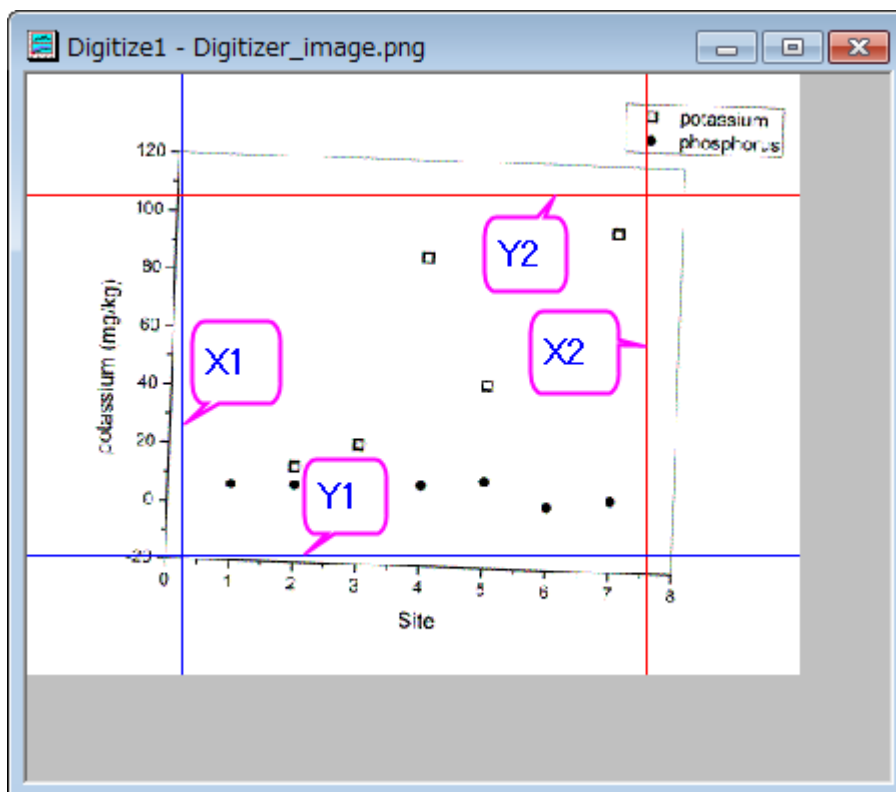 Digitize1 - Digitizer_image.png
potassium
phosphorus
120
100
80
60
40
20
0
-20
potassium (mg/kg)
Y2
X1
X2
Y1
0 1 2 3 4 5 6 7 8
Site